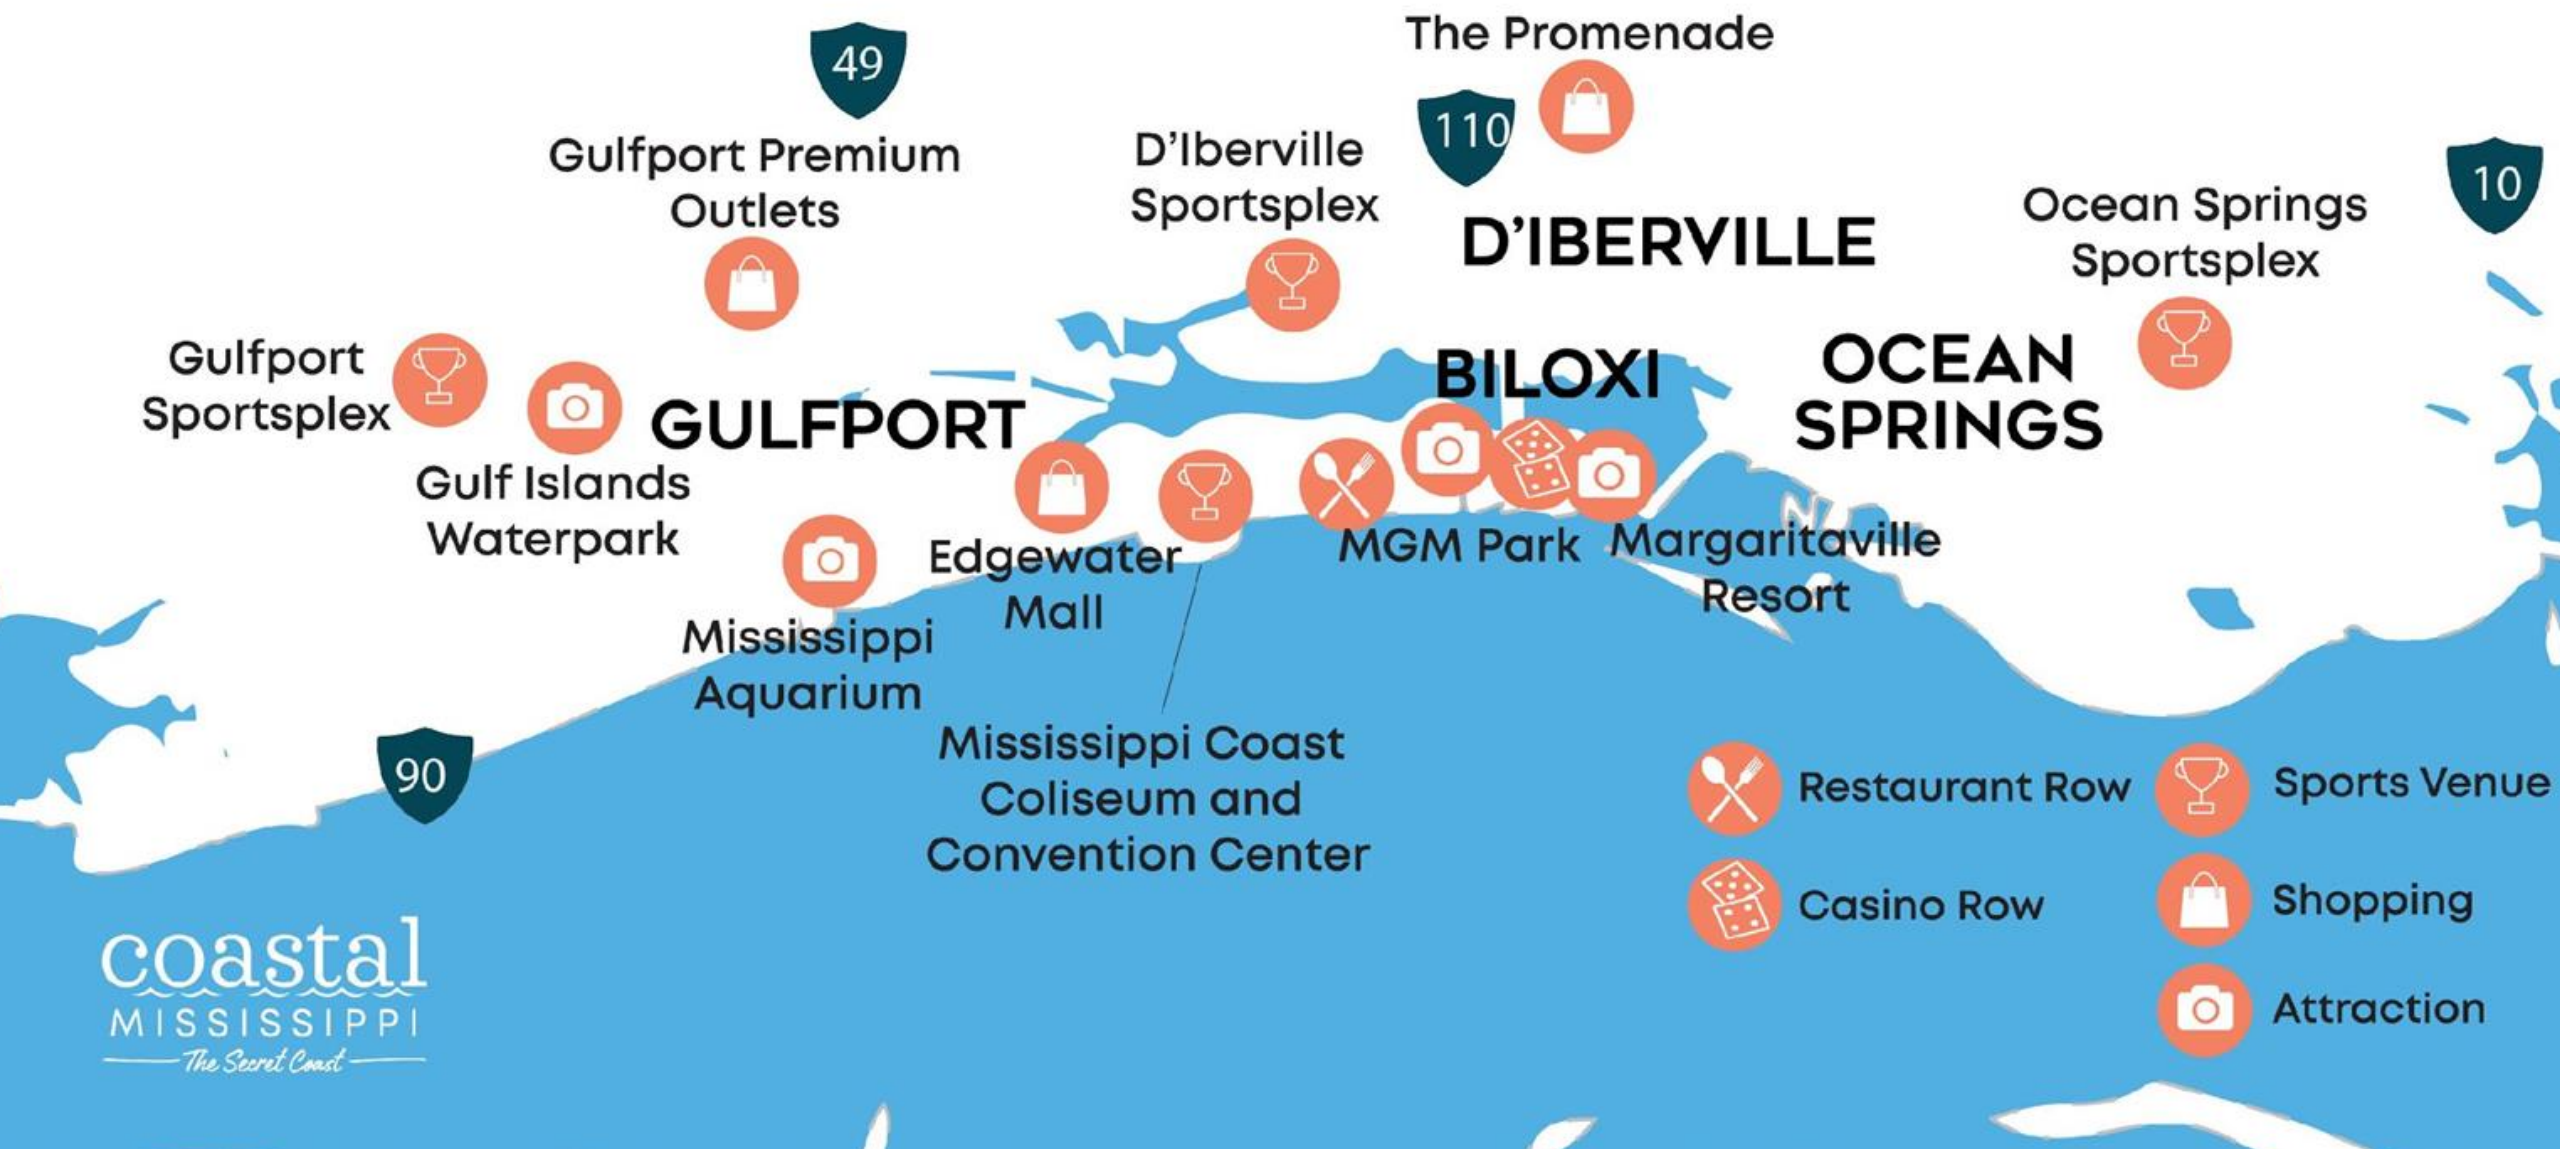 The Promenade
49
110
D'Iberville
Sportsplex
Gulfport Premium
Outlets
10
Ocean Springs
Sportsplex
D'IBERVILLE
Gulfport
Sportsplex
BILOXI
OCEAN
SPRINGS
GULFPORT
Gulf Islands
Waterpark
Edgewater
Mall
MGM Park
Margaritaville
Resort
Mississippi
Aquarium
90
Mississippi Coast
Coliseum and
Convention Center
Restaurant Row
Sports Venue
Casino Row
Shopping
Attraction
coastal
MISSISSIPPI
The Secret Coast